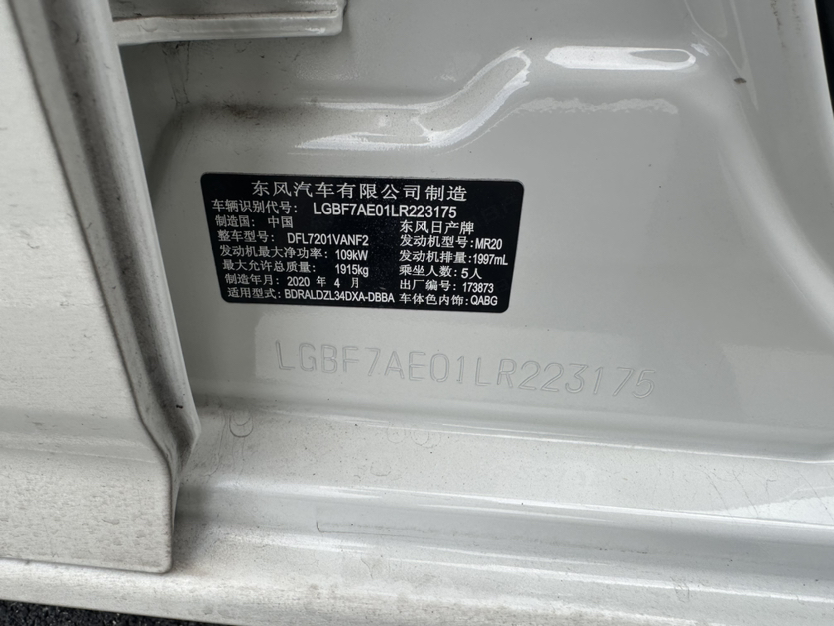 东风汽车有限公司制造
车辆识别代号： LGBF7AE01LR223175
制造国： 中国 东风日产牌
整车型号： DFL7201VANF2 发动机型号：MR20
发动机最大净功率： 109kW 发动机排量：1997mL
最大允许总质量： 1915kg 乘坐人数：5人
制造年月：2020 年 4 月 出厂编号：173873
适用型号：BDRALDZL34DXA-DBBA 车体色内饰：QABG
LGBF7AE01LR223175